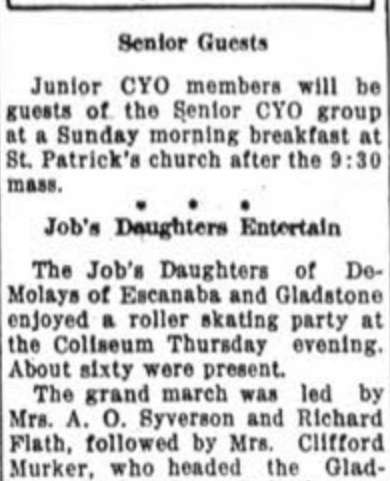 Senior Guests
Junior CYO members will be
guests of the Senior CYO group
at a Sunday morning breakfast at
St. Patrick's church after the 9:30
mass.
* * *
Job's Daughters Entertain
The Job's Daughters of De-
Molays of Escanaba and Gladstone
enjoyed a roller skating party at
the Coliseum Thursday evening.
About sixty were present.
The grand march was led by
Mrs. A. O. Syverson and Richard
Flath, followed by Mrs. Clifford
Murker, who headed the Glad-